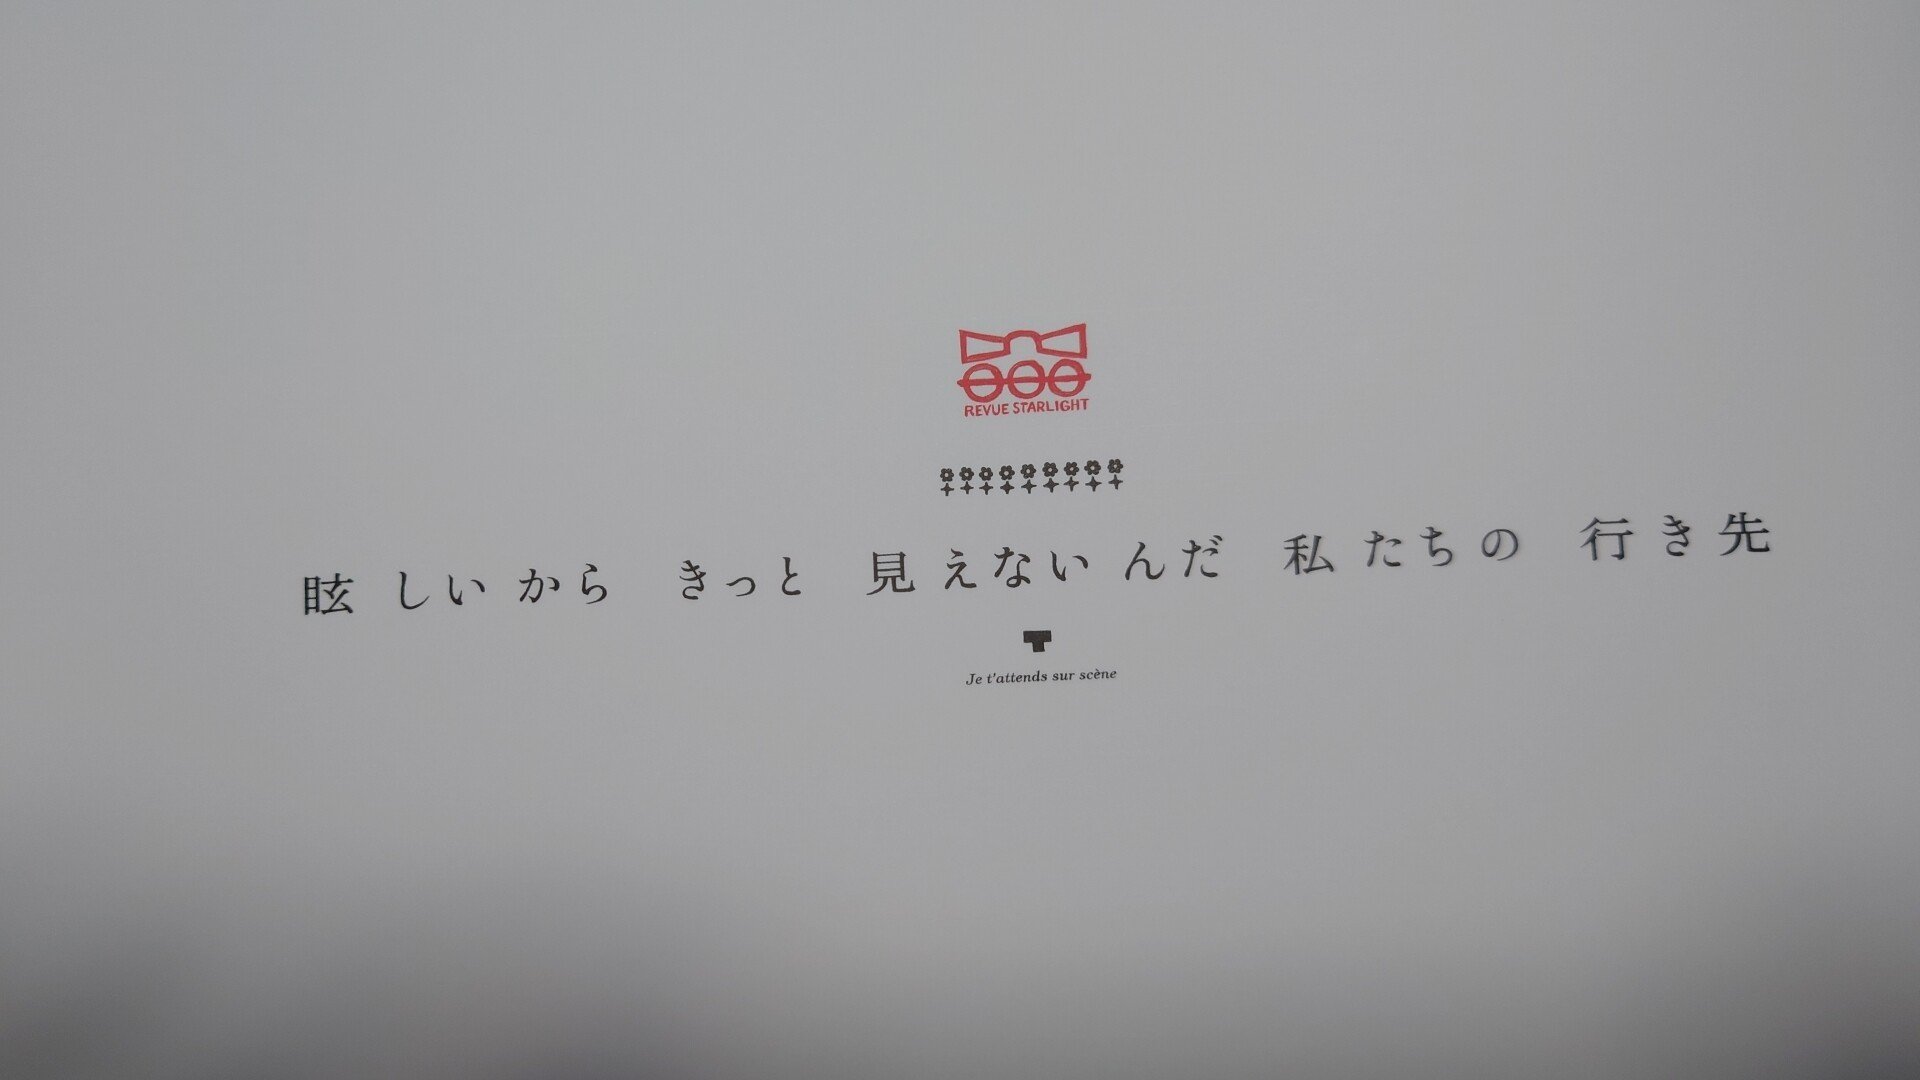 REVUE STARLIGHT
眩しいから きっと 見えないんだ 私たちの 行き先
Je t'attends sur scène